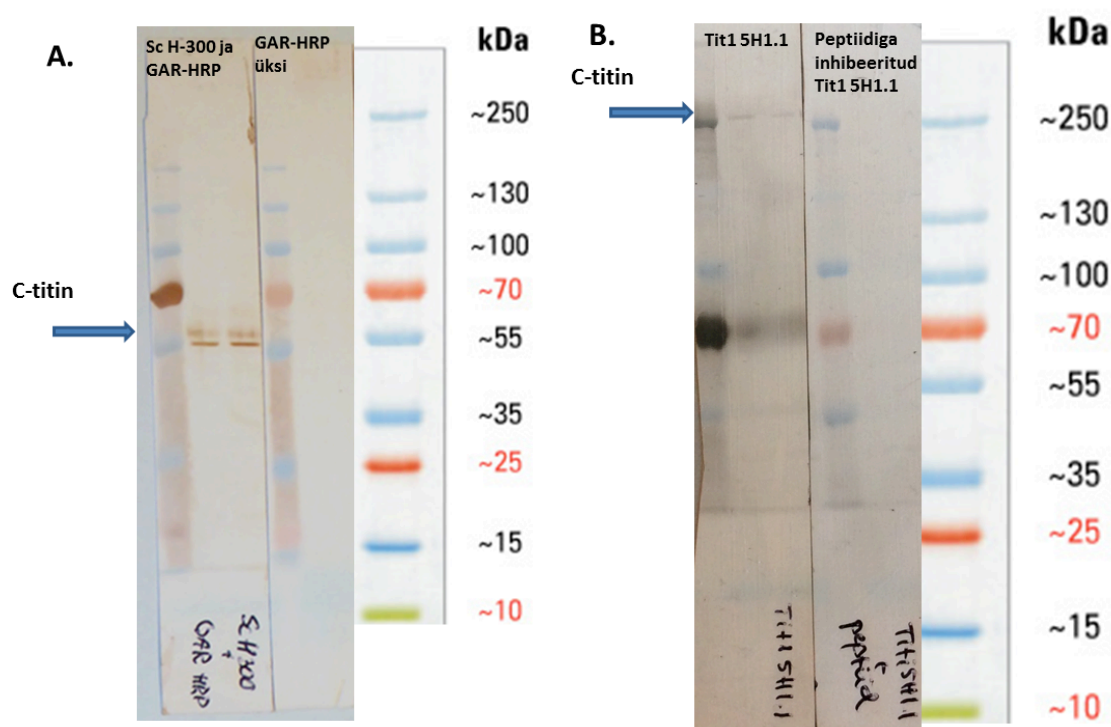 A.
Sc H-300 ja
GAR-HRP
GAR-HRP
üksi
kDa
~250
~130
~100
~70
~55
~35
~25
~15
~10
C-titin
GAR HRP
+
Sc H300
B.
C-titin
Tit1 5H1.1
Peptiidiga
inhibeeritud
Tit1 5H1.1
kDa
~250
~130
~100
~70
~55
~35
~25
~15
~10
Tit1 5H1.1
peptiid
c
Tit1 5H1.1